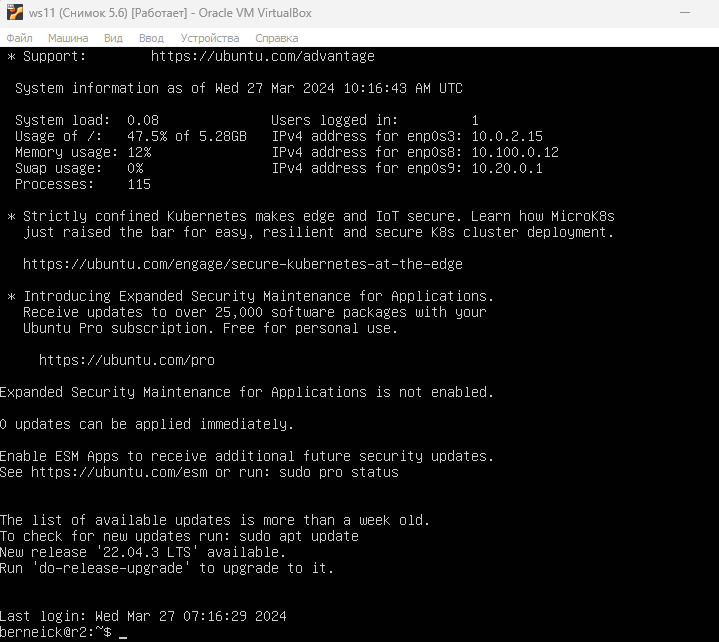 ws11 (Снимок 5.6) [Работает] - Oracle VM VirtualBox
Файл Машина Вид Ввод Устройства Справка
* Support: https://ubuntu.com/advantage
System information as of Wed 27 Mar 2024 10:16:43 AM UTC
System load: 0.08 Users logged in: 1
Usage of /: 47.5% of 5.28GB IPv4 address for enp0s3: 10.0.2.15
Memory usage: 12% IPv4 address for enp0s8: 10.100.0.12
Swap usage: 0% IPv4 address for enp0s9: 10.20.0.1
Processes: 115
* Strictly confined Kubernetes makes edge and IoT secure. Learn how MicroK8s
just raised the bar for easy, resilient and secure K8s cluster deployment.
https://ubuntu.com/engage/secure-kubernetes-at-the-edge
* Introducing Expanded Security Maintenance for Applications.
Receive updates to over 25,000 software packages with your
Ubuntu Pro subscription. Free for personal use.
https://ubuntu.com/pro
Expanded Security Maintenance for Applications is not enabled.
0 updates can be applied immediately.
Enable ESM Apps to receive additional future security updates.
See https://ubuntu.com/esm or run: sudo pro status
The list of available updates is more than a week old.
To check for new updates run: sudo apt update
New release '22.04.3 LTS' available.
Run 'do-release-upgrade' to upgrade to it.
Last login: Wed Mar 27 07:16:29 2024
berneick@r2:~$ _